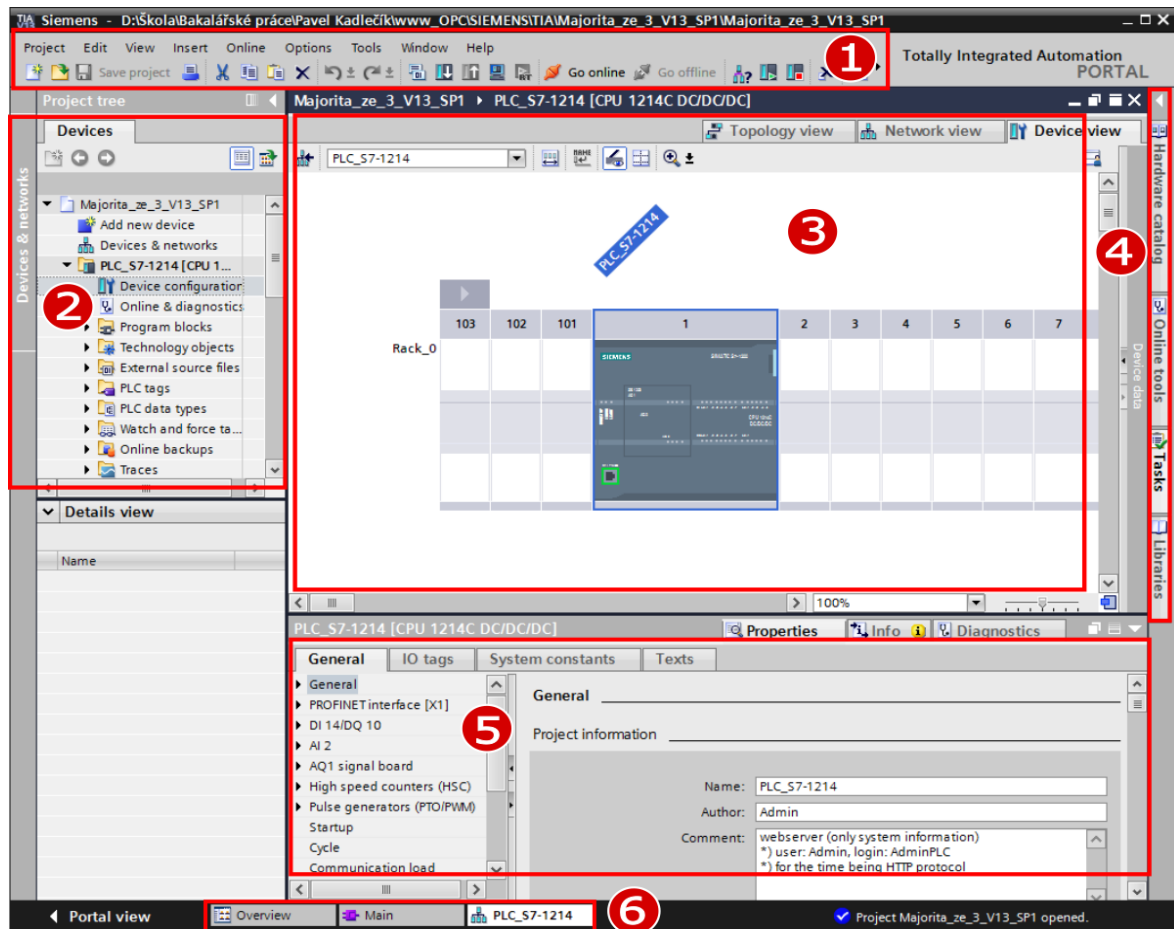 Siemens - D:\Škola\Bakalářské práce\Pavel Kadlečík\www_OPC\SIEMENS\TIA\Majorita_ze_3_V13_SP1\Majorita_ze_3_V13_SP1
Project Edit View Insert Online Options Tools Window Help
Save project Go online Go offline
1
Totally Integrated Automation
PORTAL
Project tree
Majorita_ze_3_V13_SP1 PLC_S7-1214 [CPU 1214C DC/DC/DC]
Devices
Topology view Network view Device view
PLC_S7-1214
Devices & networks
Majorita_ze_3_V13_SP1
Add new device
Devices & networks
PLC_S7-1214 [CPU 1...
Device configuration
Online & diagnostics
Program blocks
Technology objects
External source files
PLC tags
PLC data types
Watch and force ta...
Online backups
Traces
2
Details view
Name
PLC_S7-1214
3
103 102 101 1 2 3 4 5 6 7
Rack_0
SIEMENS
4
Device data
Hardware catalog
Online tools
Tasks
Libraries
100%
PLC_S7-1214 [CPU 1214C DC/DC/DC]
Properties Info Diagnostics
General IO tags System constants Texts
General
PROFINET interface [X1]
DI 14/DQ 10
AI 2
AQ1 signal board
High speed counters (HSC)
Pulse generators (PTO/PWM)
Startup
Cycle
Communication load
5
General
Project information
Name: PLC_S7-1214
Author: Admin
Comment: webserver (only system information)
*) user: Admin, login: AdminPLC
*) for the time being HTTP protocol
Portal view Overview Main PLC_S7-1214
6
Project Majorita_ze_3_V13_SP1 opened.